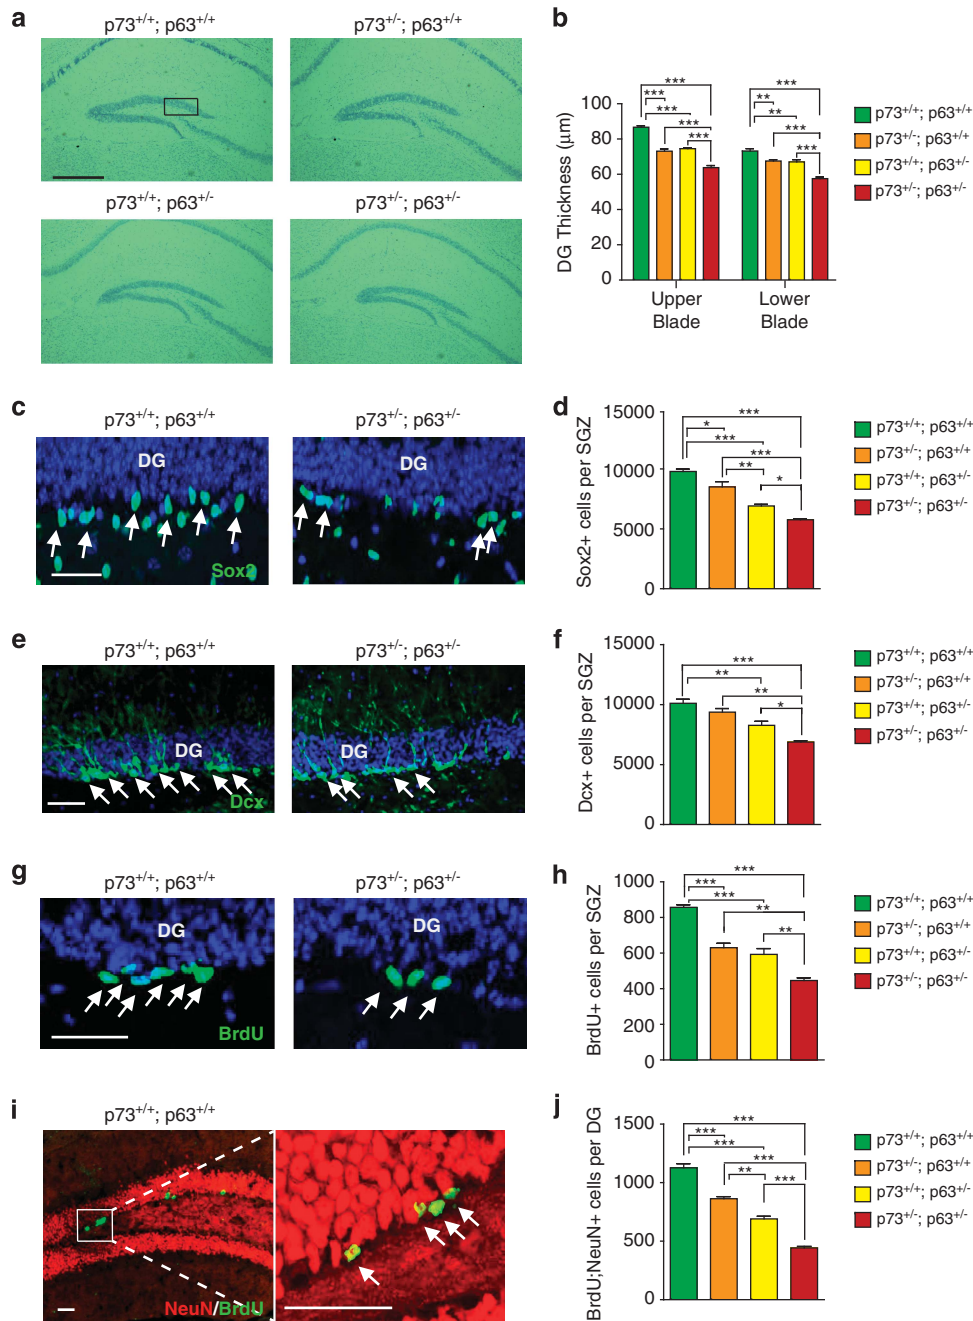 a
p73+/+; p63+/+
p73+/-; p63+/+
p73+/+; p63+/-
p73+/-; p63+/-
b
DG Thickness (μm)
100
80
60
40
20
0
***
***
***
***
***
***
**
**
***
***
Upper Blade
Lower Blade
p73+/+; p63+/+
p73+/-; p63+/+
p73+/+; p63+/-
p73+/-; p63+/-
c
p73+/+; p63+/+
p73+/-; p63+/-
DG
DG
Sox2
d
Sox2+ cells per SGZ
15000
10000
5000
0
***
*
***
***
**
*
p73+/+; p63+/+
p73+/-; p63+/+
p73+/+; p63+/-
p73+/-; p63+/-
e
p73+/+; p63+/+
p73+/-; p63+/-
DG
DG
Dcx
f
Dcx+ cells per SGZ
15000
10000
5000
0
***
**
**
*
p73+/+; p63+/+
p73+/-; p63+/+
p73+/+; p63+/-
p73+/-; p63+/-
g
p73+/+; p63+/+
p73+/-; p63+/-
DG
DG
BrdU
h
BrdU+ cells per SGZ
1000
800
600
400
200
0
***
***
***
**
**
p73+/+; p63+/+
p73+/-; p63+/+
p73+/+; p63+/-
p73+/-; p63+/-
i
p73+/+; p63+/+
NeuN/BrdU
j
BrdU;NeuN+ cells per DG
1500
1000
500
0
***
***
***
***
**
***
p73+/+; p63+/+
p73+/-; p63+/+
p73+/+; p63+/-
p73+/-; p63+/-